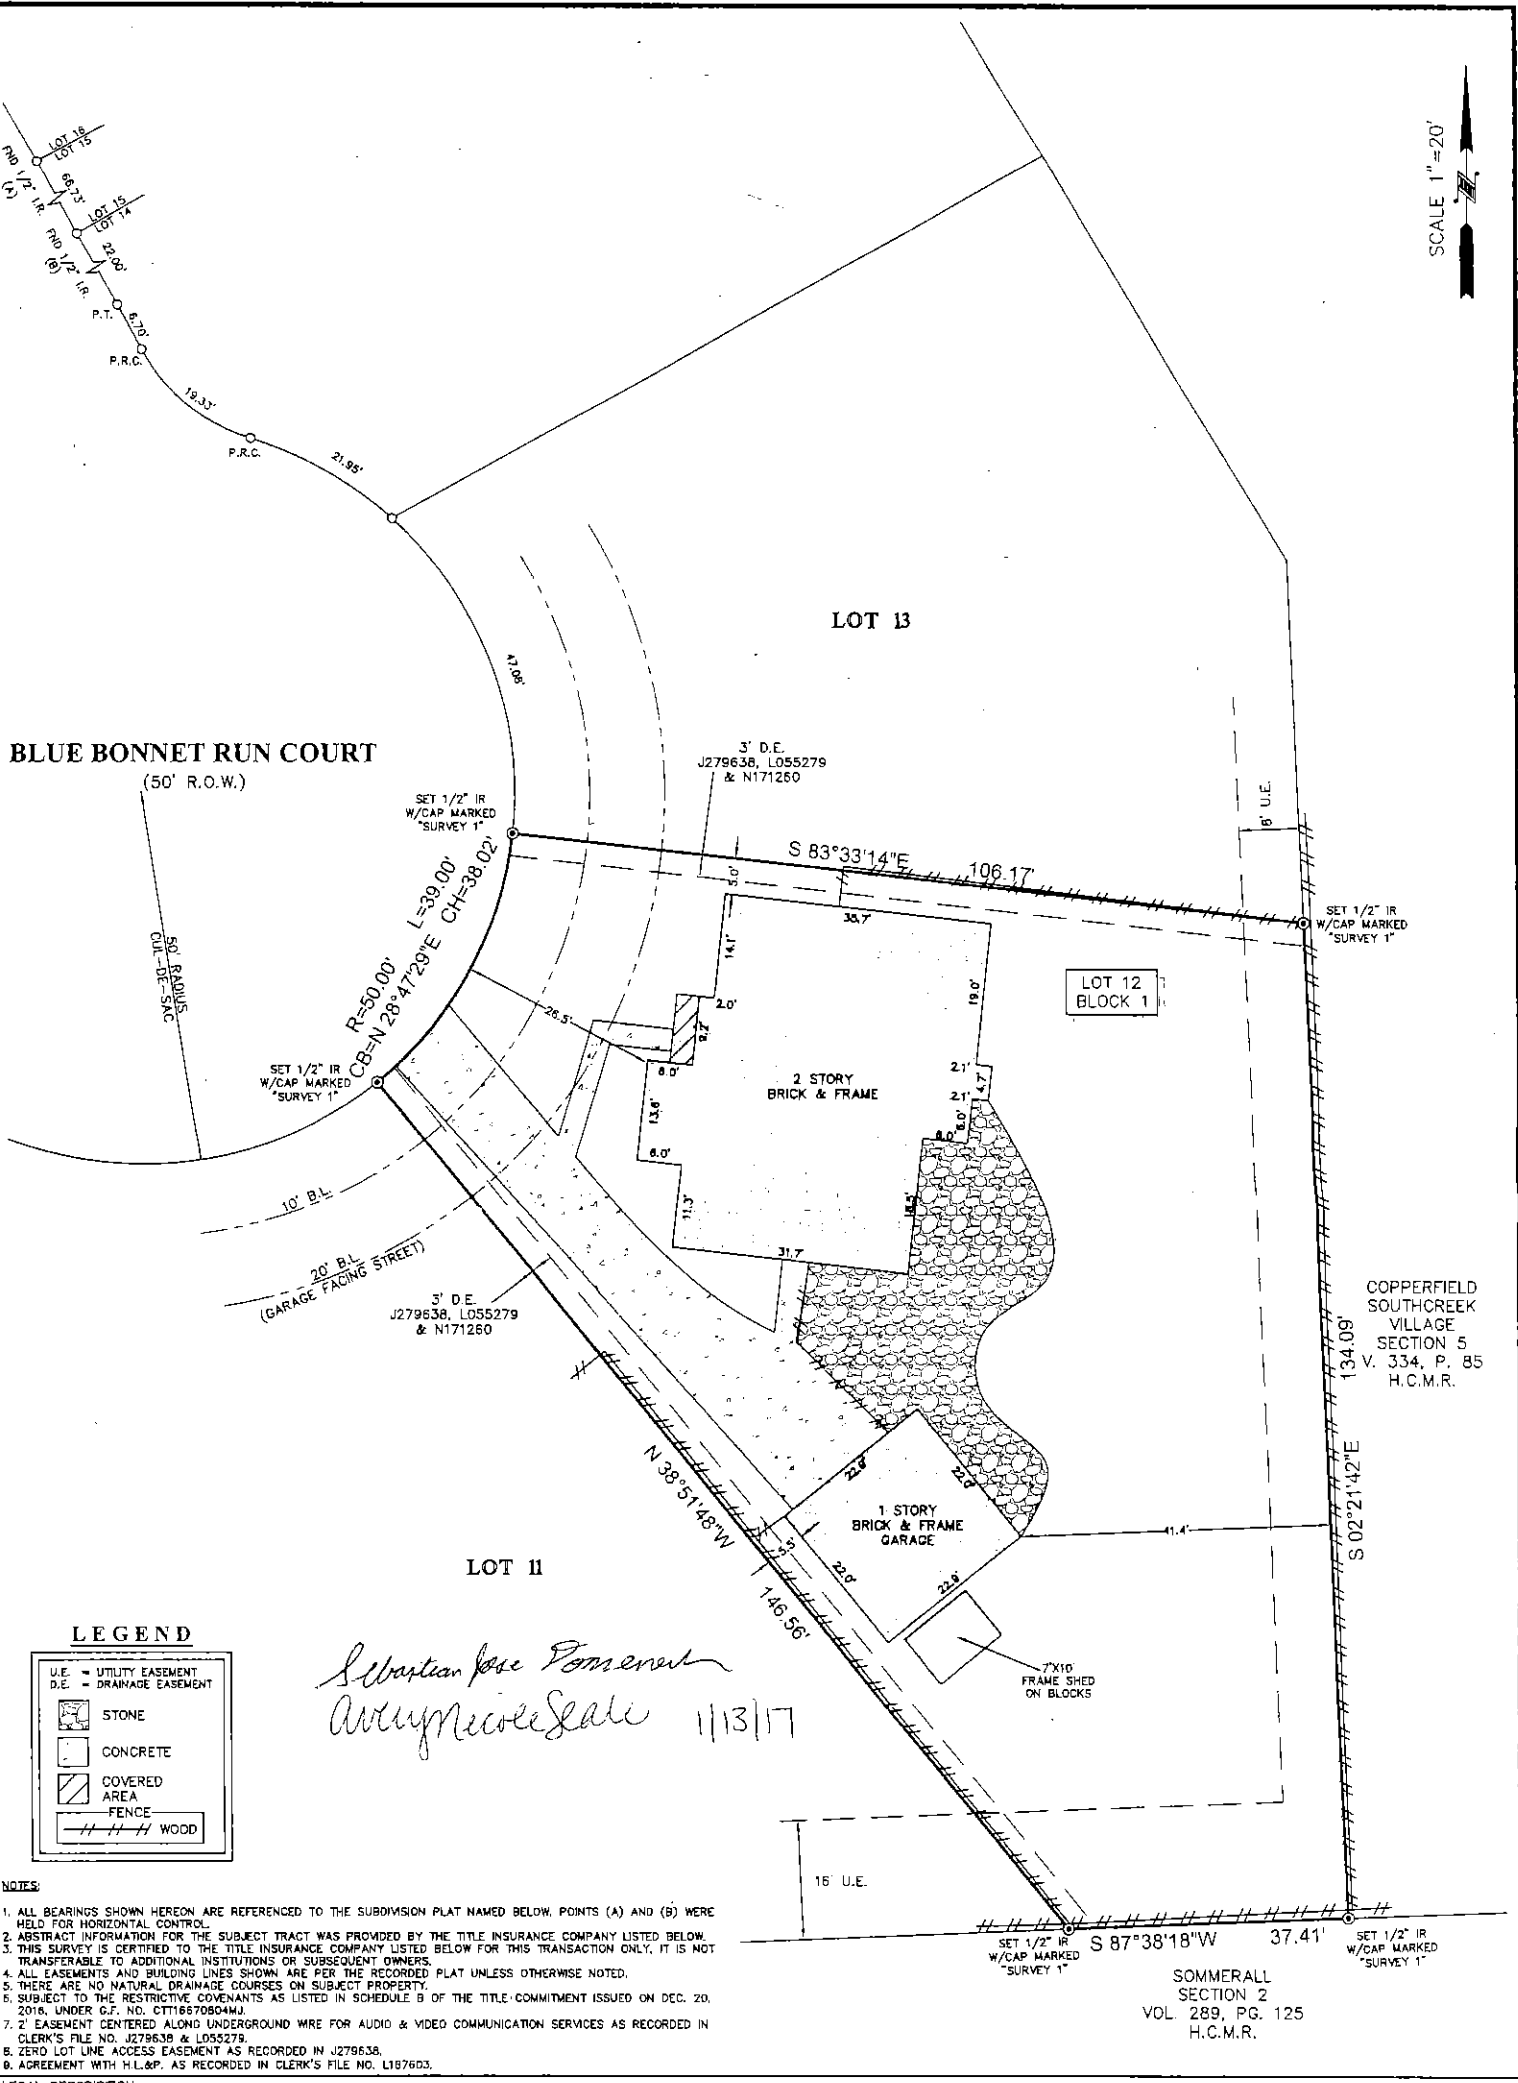 SCALE 1"=20'
LOT 16
LOT 15
FND 1/2" I.R.
(A)
66.73'
LOT 15
LOT 14
FND 1/2" I.R.
(B)
22.00'
P.T.
6.70'
P.R.C.
19.33'
P.R.C.
21.95'
47.08'
LOT 13
BLUE BONNET RUN COURT
(50' R.O.W.)
3' D.E.
J279638, L055279
& N171260
SET 1/2" IR
W/CAP MARKED
"SURVEY 1"
8' U.E.
S 83°33'14"E 106.17'
5.0'
SET 1/2" IR
W/CAP MARKED
"SURVEY 1"
R=50.00' L=39.00'
CB=N 28°47'29"E CH=38.02'
50' RADIUS
CUL-DE-SAC
14.1'
2.0'
19.0'
LOT 12
BLOCK 1
26.5'
SET 1/2" IR
W/CAP MARKED
"SURVEY 1"
6.0'
2 STORY
BRICK & FRAME
2.1'
4.7'
2.1'
6.0'
13.6'
6.0'
11.3'
31.7'
10' B.L.
20' B.L.
(GARAGE FACING STREET)
3' D.E.
J279638, L055279
& N171260
COPPERFIELD
SOUTHCREEK
VILLAGE
SECTION 5
V. 334, P. 85
H.C.M.R.
S 02°21'42"E 134.09'
N 38°51'48"W 146.56'
22.0'
1 STORY
BRICK & FRAME
GARAGE
41.4'
5.5'
22.0'
22.9'
LOT 11
7'X10'
FRAME SHED
ON BLOCKS
LEGEND
U.E. = UTILITY EASEMENT
D.E. = DRAINAGE EASEMENT
STONE
CONCRETE
COVERED
AREA
FENCE
WOOD
Sebastian Jose
Avery Nicole Seale 1/13/17
16' U.E.
SET 1/2" IR
W/CAP MARKED
"SURVEY 1"
S 87°38'18"W 37.41'
SET 1/2" IR
W/CAP MARKED
"SURVEY 1"
SOMMERALL
SECTION 2
VOL. 289, PG. 125
H.C.M.R.
NOTES:
1. ALL BEARINGS SHOWN HEREON ARE REFERENCED TO THE SUBDIVISION PLAT NAMED BELOW. POINTS (A) AND (B) WERE
HELD FOR HORIZONTAL CONTROL.
2. ABSTRACT INFORMATION FOR THE SUBJECT TRACT WAS PROVIDED BY THE TITLE INSURANCE COMPANY LISTED BELOW.
3. THIS SURVEY IS CERTIFIED TO THE TITLE INSURANCE COMPANY LISTED BELOW FOR THIS TRANSACTION ONLY, IT IS NOT
TRANSFERABLE TO ADDITIONAL INSTITUTIONS OR SUBSEQUENT OWNERS.
4. ALL EASEMENTS AND BUILDING LINES SHOWN ARE PER THE RECORDED PLAT UNLESS OTHERWISE NOTED.
5. THERE ARE NO NATURAL DRAINAGE COURSES ON SUBJECT PROPERTY.
6. SUBJECT TO THE RESTRICTIVE COVENANTS AS LISTED IN SCHEDULE B OF THE TITLE COMMITMENT ISSUED ON DEC. 20,
2016, UNDER G.F. NO. CTT16670804MJ.
7. 2' EASEMENT CENTERED ALONG UNDERGROUND WIRE FOR AUDIO & VIDEO COMMUNICATION SERVICES AS RECORDED IN
CLERK'S FILE NO. J279638 & L055279.
8. ZERO LOT LINE ACCESS EASEMENT AS RECORDED IN J279638,
9. AGREEMENT WITH H.L.&P. AS RECORDED IN CLERK'S FILE NO. L187603,